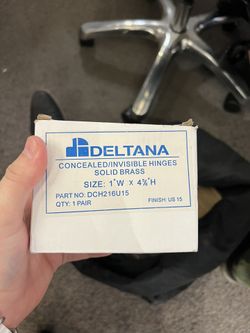 DELTANA
CONCEALED/INVISIBLE HINGES
SOLID BRASS
SIZE: 1"W x 4⅝"H
PART NO: DCH216U15
QTY: 1 PAIR
FINISH: US 15